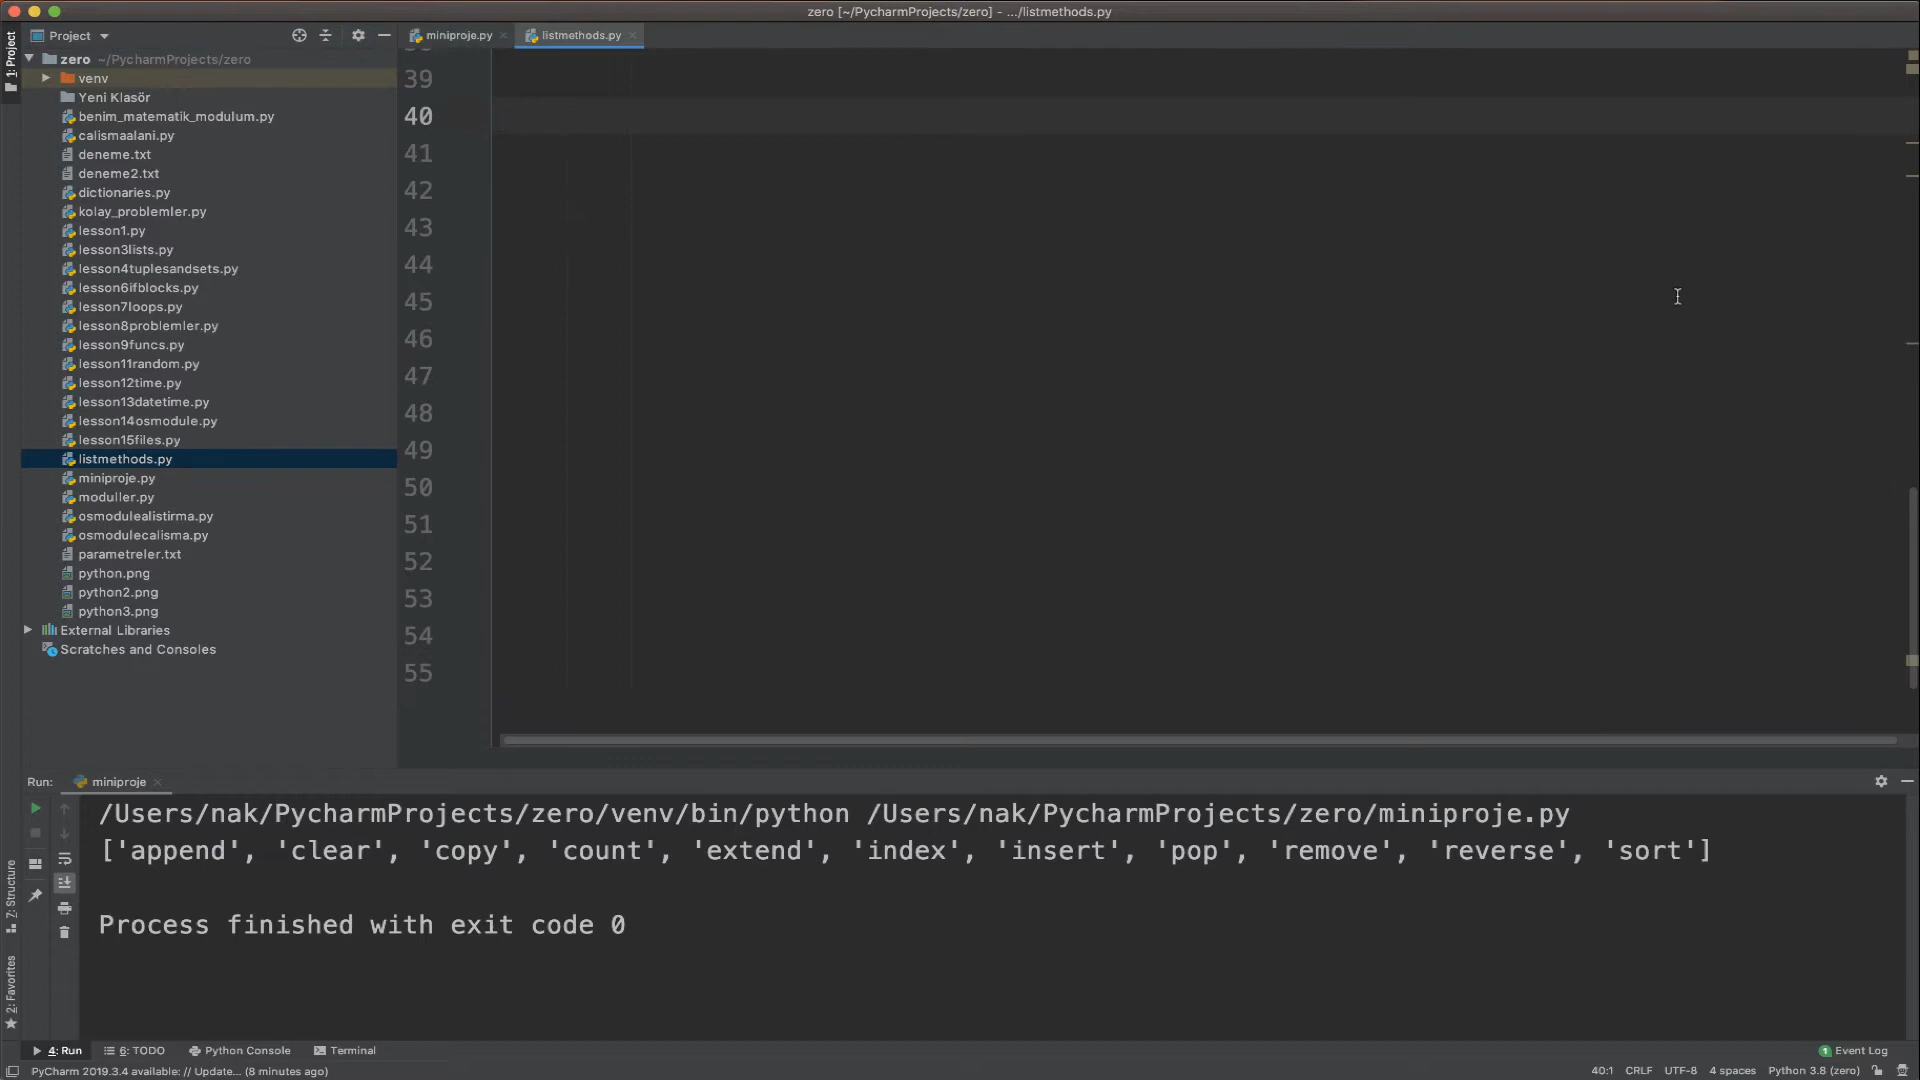 zero [~/PycharmProjects/zero] - .../listmethods.py
1: Project
Project
miniproje.py
listmethods.py
zero ~/PycharmProjects/zero
venv
Yeni Klasör
benim_matematik_modulum.py
calismaalani.py
deneme.txt
deneme2.txt
dictionaries.py
kolay_problemler.py
lesson1.py
lesson3lists.py
lesson4tuplesandsets.py
lesson6ifblocks.py
lesson7loops.py
lesson8problemler.py
lesson9funcs.py
lesson11random.py
lesson12time.py
lesson13datetime.py
lesson14osmodule.py
lesson15files.py
listmethods.py
miniproje.py
moduller.py
osmodulealistirma.py
osmodulecalisma.py
parametreler.txt
python.png
python2.png
python3.png
External Libraries
Scratches and Consoles
39
40
41
42
43
44
45
46
47
48
49
50
51
52
53
54
55
Run: miniproje
/Users/nak/PycharmProjects/zero/venv/bin/python /Users/nak/PycharmProjects/zero/miniproje.py
['append', 'clear', 'copy', 'count', 'extend', 'index', 'insert', 'pop', 'remove', 'reverse', 'sort']
Process finished with exit code 0
7: Structure
2: Favorites
4: Run
6: TODO
Python Console
Terminal
1 Event Log
PyCharm 2019.3.4 available: // Update... (8 minutes ago)
40:1 CRLF UTF-8 4 spaces Python 3.8 (zero)